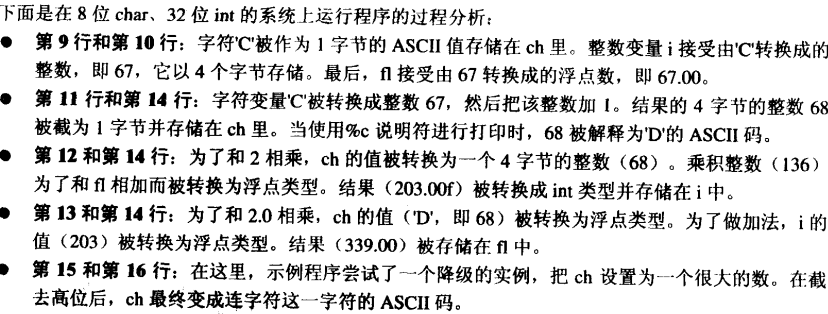 下面是在 8 位 char、32 位 int 的系统上运行程序的过程分析：
● 第 9 行和第 10 行：字符'C'被作为 1 字节的 ASCII 值存储在 ch 里。整数变量 i 接受由'C'转换成的
整数，即 67，它以 4 个字节存储。最后，fl 接受由 67 转换成的浮点数，即 67.00。
● 第 11 行和第 14 行：字符变量'C'被转换成整数 67，然后把该整数加 1。结果的 4 字节的整数 68
被截为 1 字节并存储在 ch 里。当使用%c 说明符进行打印时，68 被解释为'D'的 ASCII 码。
● 第 12 和第 14 行：为了和 2 相乘，ch 的值被转换为一个 4 字节的整数（68）。乘积整数（136）
为了和 fl 相加而被转换为浮点类型。结果（203.00f）被转换成 int 类型并存储在 i 中。
● 第 13 和第 14 行：为了和 2.0 相乘，ch 的值（'D'，即 68）被转换为浮点类型。为了做加法，i 的
值（203）被转换为浮点类型。结果（339.00）被存储在 fl 中。
● 第 15 和第 16 行：在这里，示例程序尝试了一个降级的实例，把 ch 设置为一个很大的数。在截
去高位后，ch 最终变成连字符这一字符的 ASCII 码。